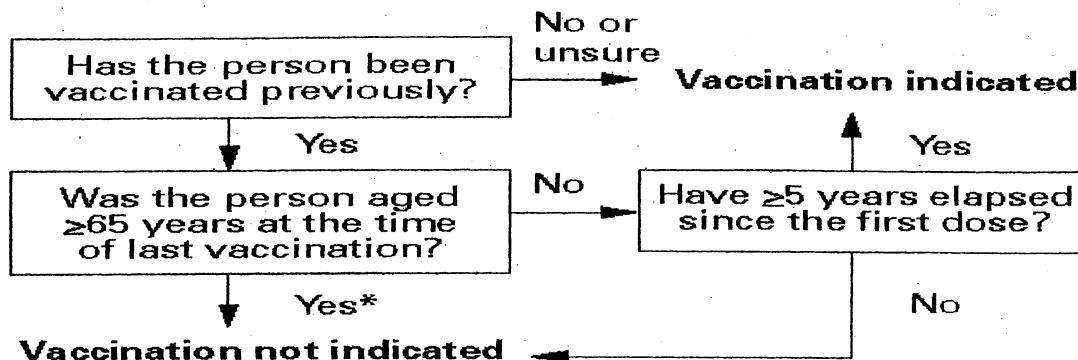 No or
unsure
Has the person been
vaccinated previously?
Vaccination indicated
Yes
Yes
Was the person aged
≥65 years at the time
of last vaccination?
No
Have ≥5 years elapsed
since the first dose?
Yes*
No
Vaccination not indicated